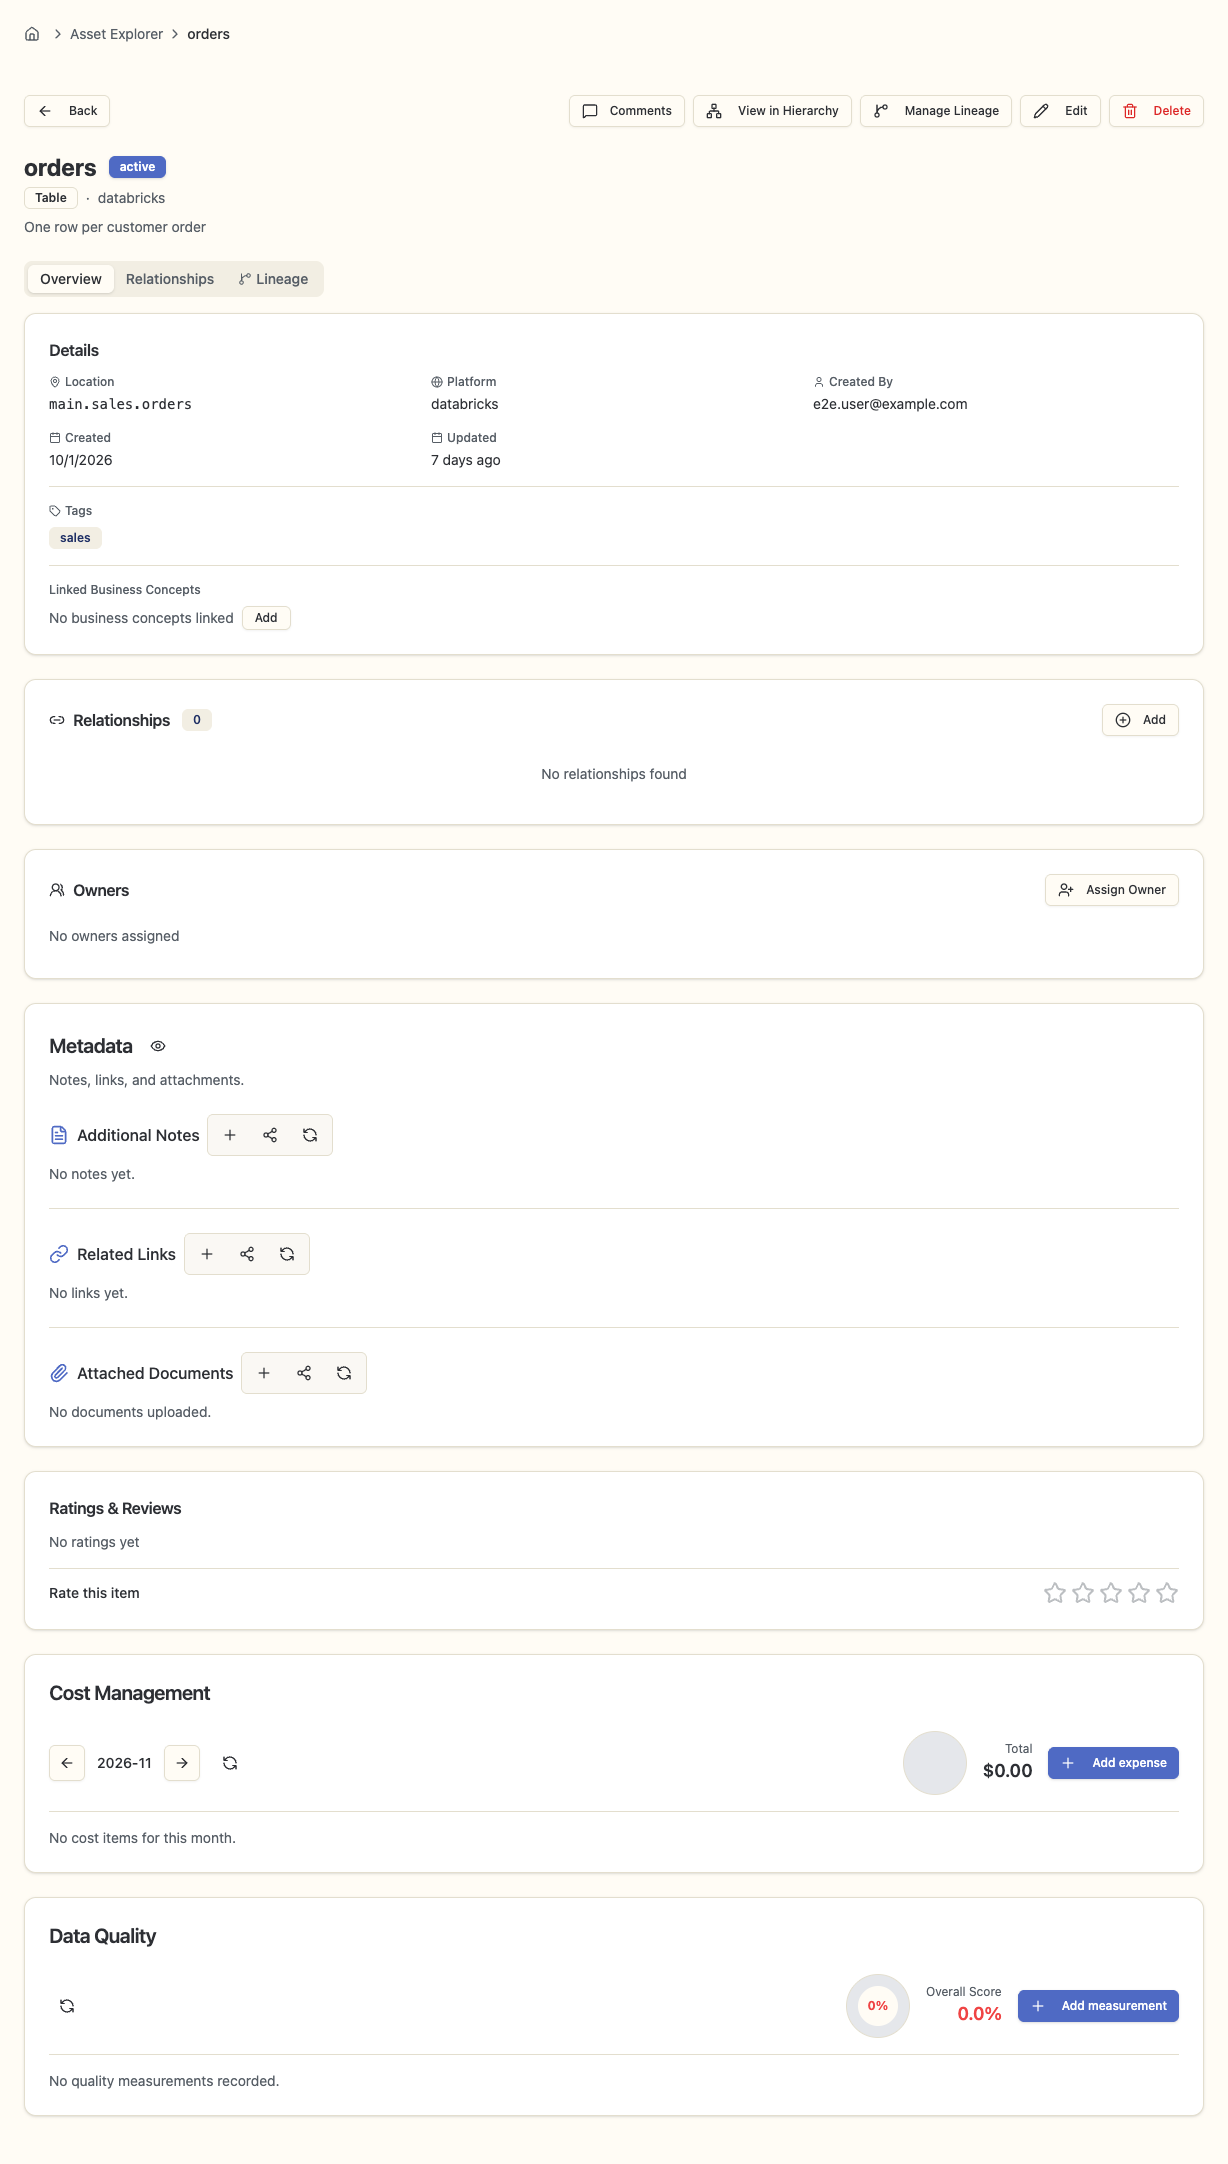 Asset Explorer
orders
Back
Comments
View in Hierarchy
Manage Lineage
Edit
Delete
orders
active
Table · databricks
One row per customer order
Overview
Relationships
Lineage
Details
Location
Platform
Created By
main.sales.orders
databricks
e2e.user@example.com
Created
Updated
10/1/2026
7 days ago
Tags
sales
Linked Business Concepts
No business concepts linked
Add
Relationships
0
Add
No relationships found
Owners
Assign Owner
No owners assigned
Metadata
Notes, links, and attachments.
Additional Notes
No notes yet.
Related Links
No links yet.
Attached Documents
No documents uploaded.
Ratings & Reviews
No ratings yet
Rate this item
Cost Management
2026-11
Total
$0.00
Add expense
No cost items for this month.
Data Quality
0%
Overall Score
0.0%
Add measurement
No quality measurements recorded.